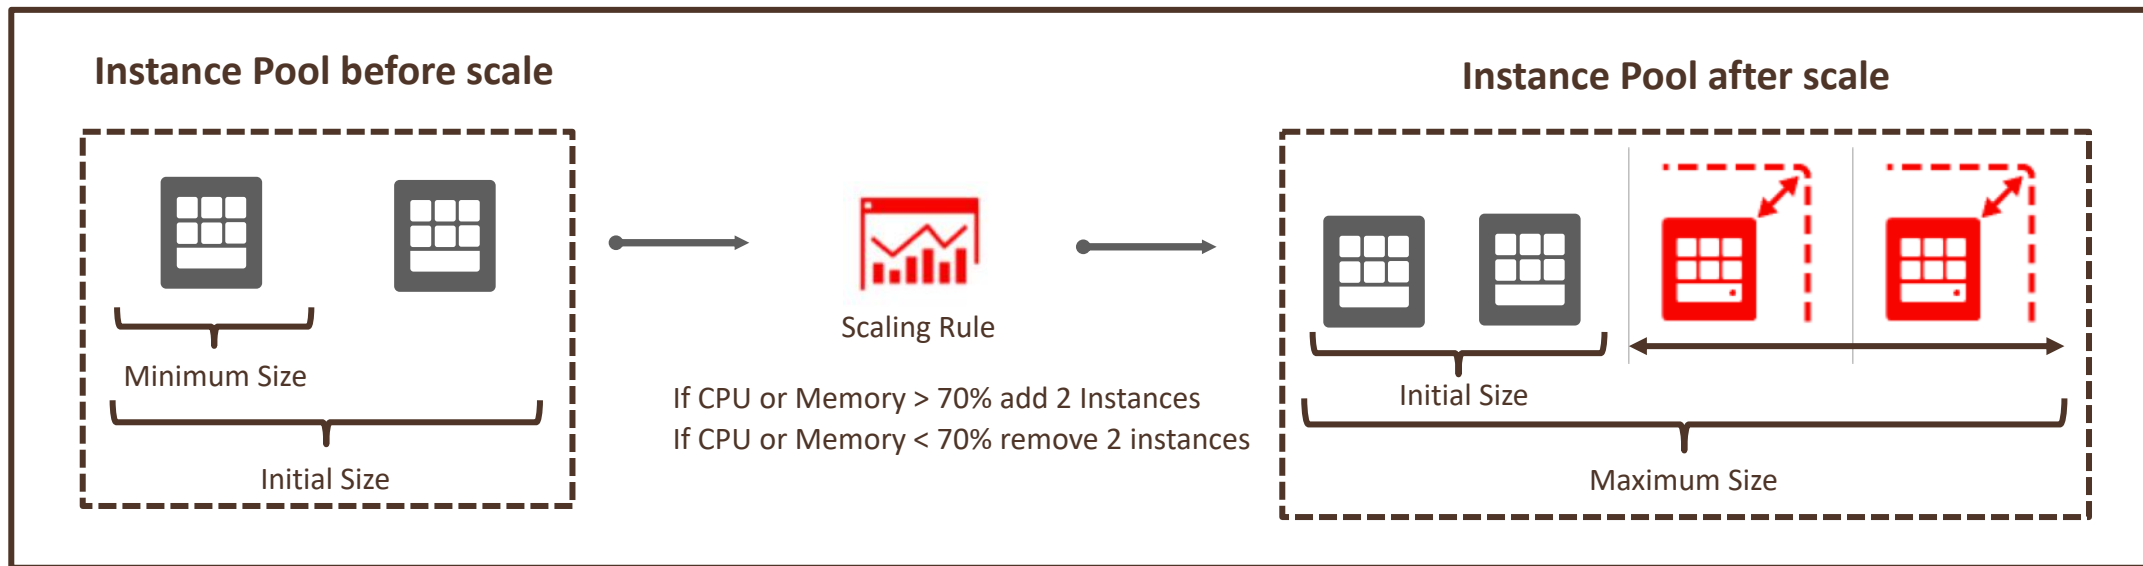 Instance Pool before scale
Minimum Size
Initial Size
Scaling Rule
If CPU or Memory > 70% add 2 Instances
If CPU or Memory < 70% remove 2 instances
Instance Pool after scale
Initial Size
Maximum Size